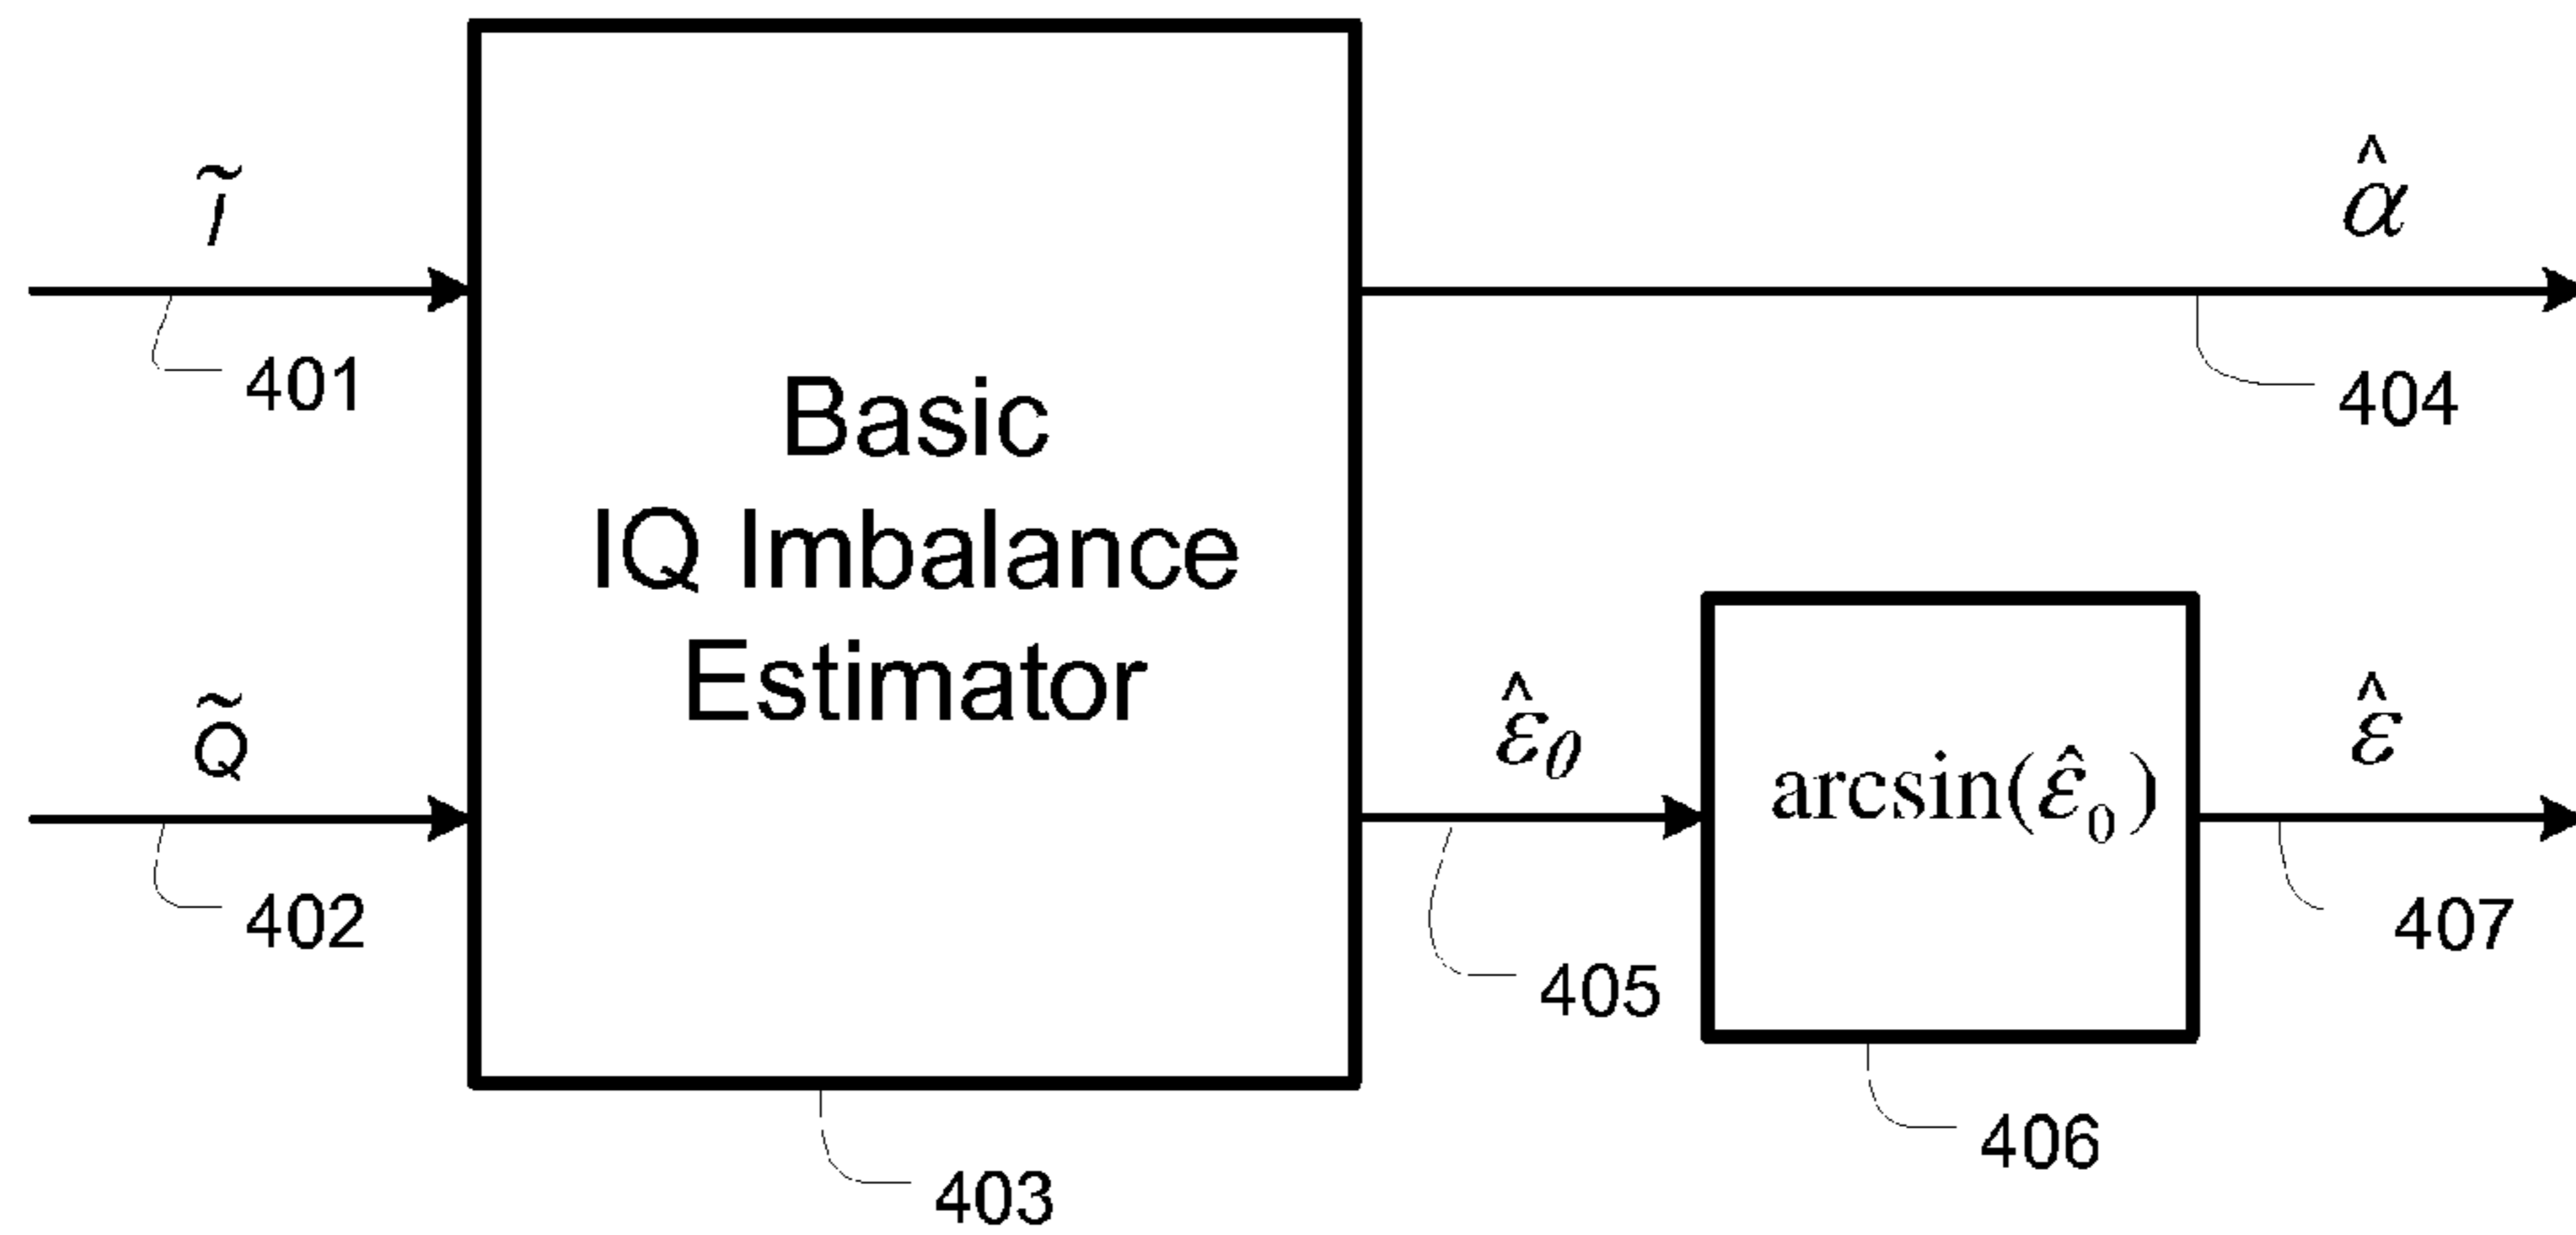 Ĩ
401
Q̃
402
Basic
IQ Imbalance
Estimator
403
α̂
404
ε̂₀
405
arcsin(ε̂₀)
406
ε̂
407